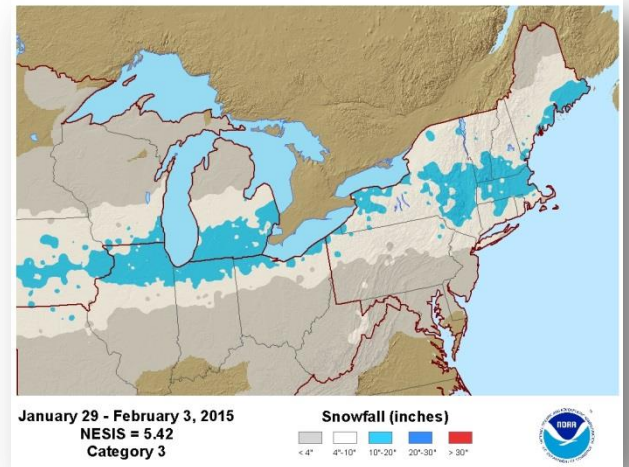 January 29 - February 3, 2015
NESIS = 5.42
Category 3
Snowfall (inches)
< 4"
4"-10"
10"-20"
20"-30"
> 30"
NOAA